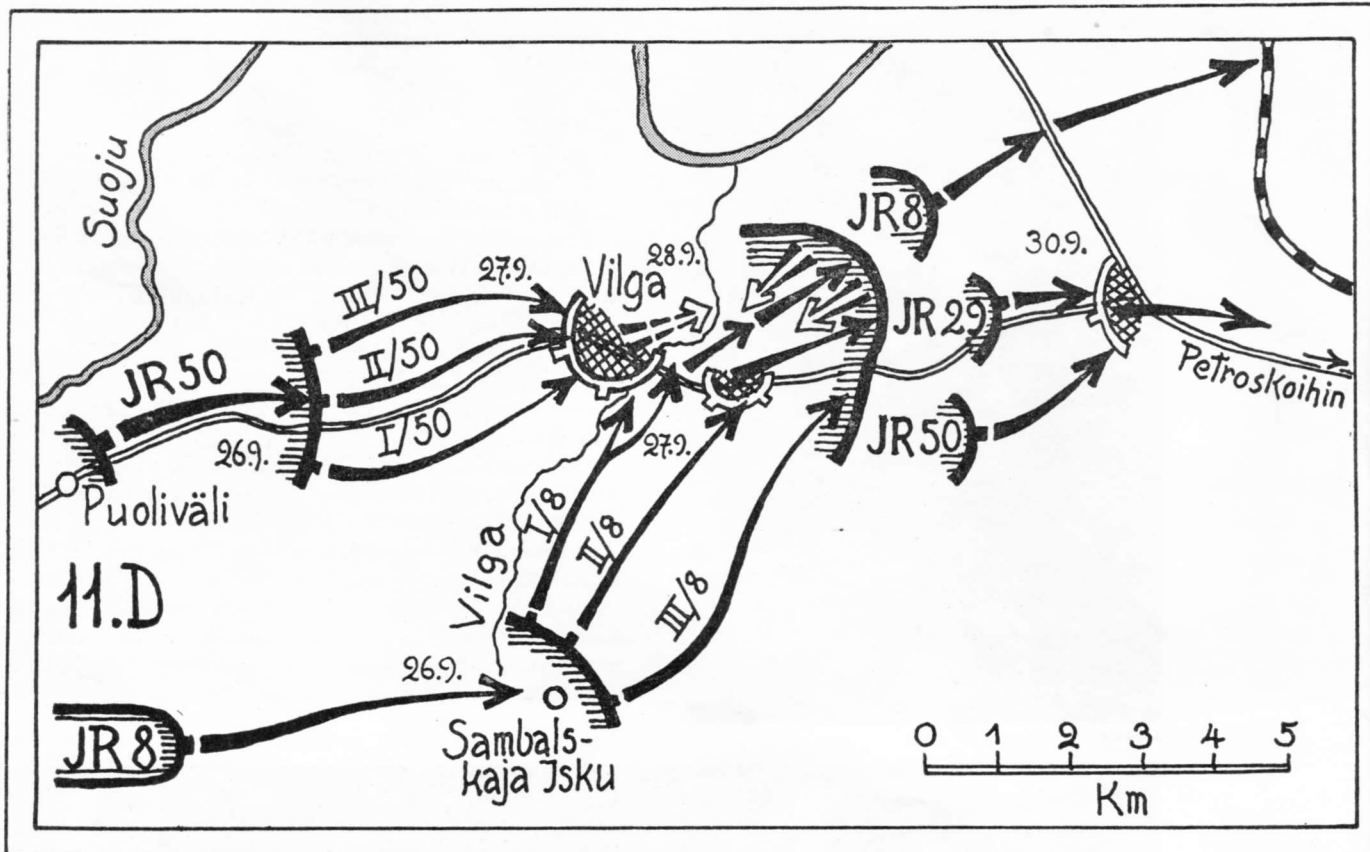 Suoju
JR8
30.9.
28.9.
27.9.
Vilga
III/50
II/50
I/50
JR50
JR29
Petroskoihin
JR50
26.9.
27.9.
Puoliväli
I/8
II/8
III/8
Vilga
11.D
26.9.
JR8
Sambals-
kaja Isku
0 1 2 3 4 5
Km